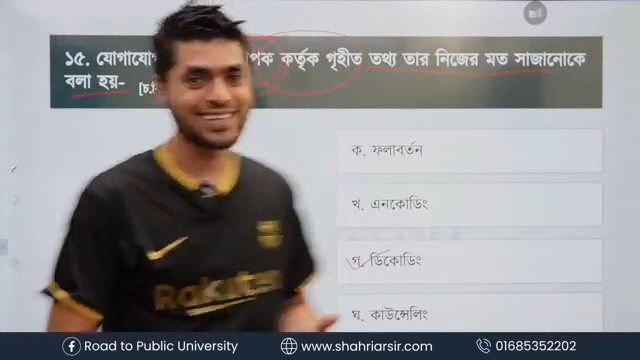 ১৫. কর্তৃক গৃহীত তথ্য তার নিজের মত সাজানোকে
বলা হয়-
ক. ফলাবর্তন
খ. এনকোডিং
গ. ডিকোডিং
ঘ. কাউন্সেলিং
Rakuten
Road to Public University www.shahriarsir.com 01685352202